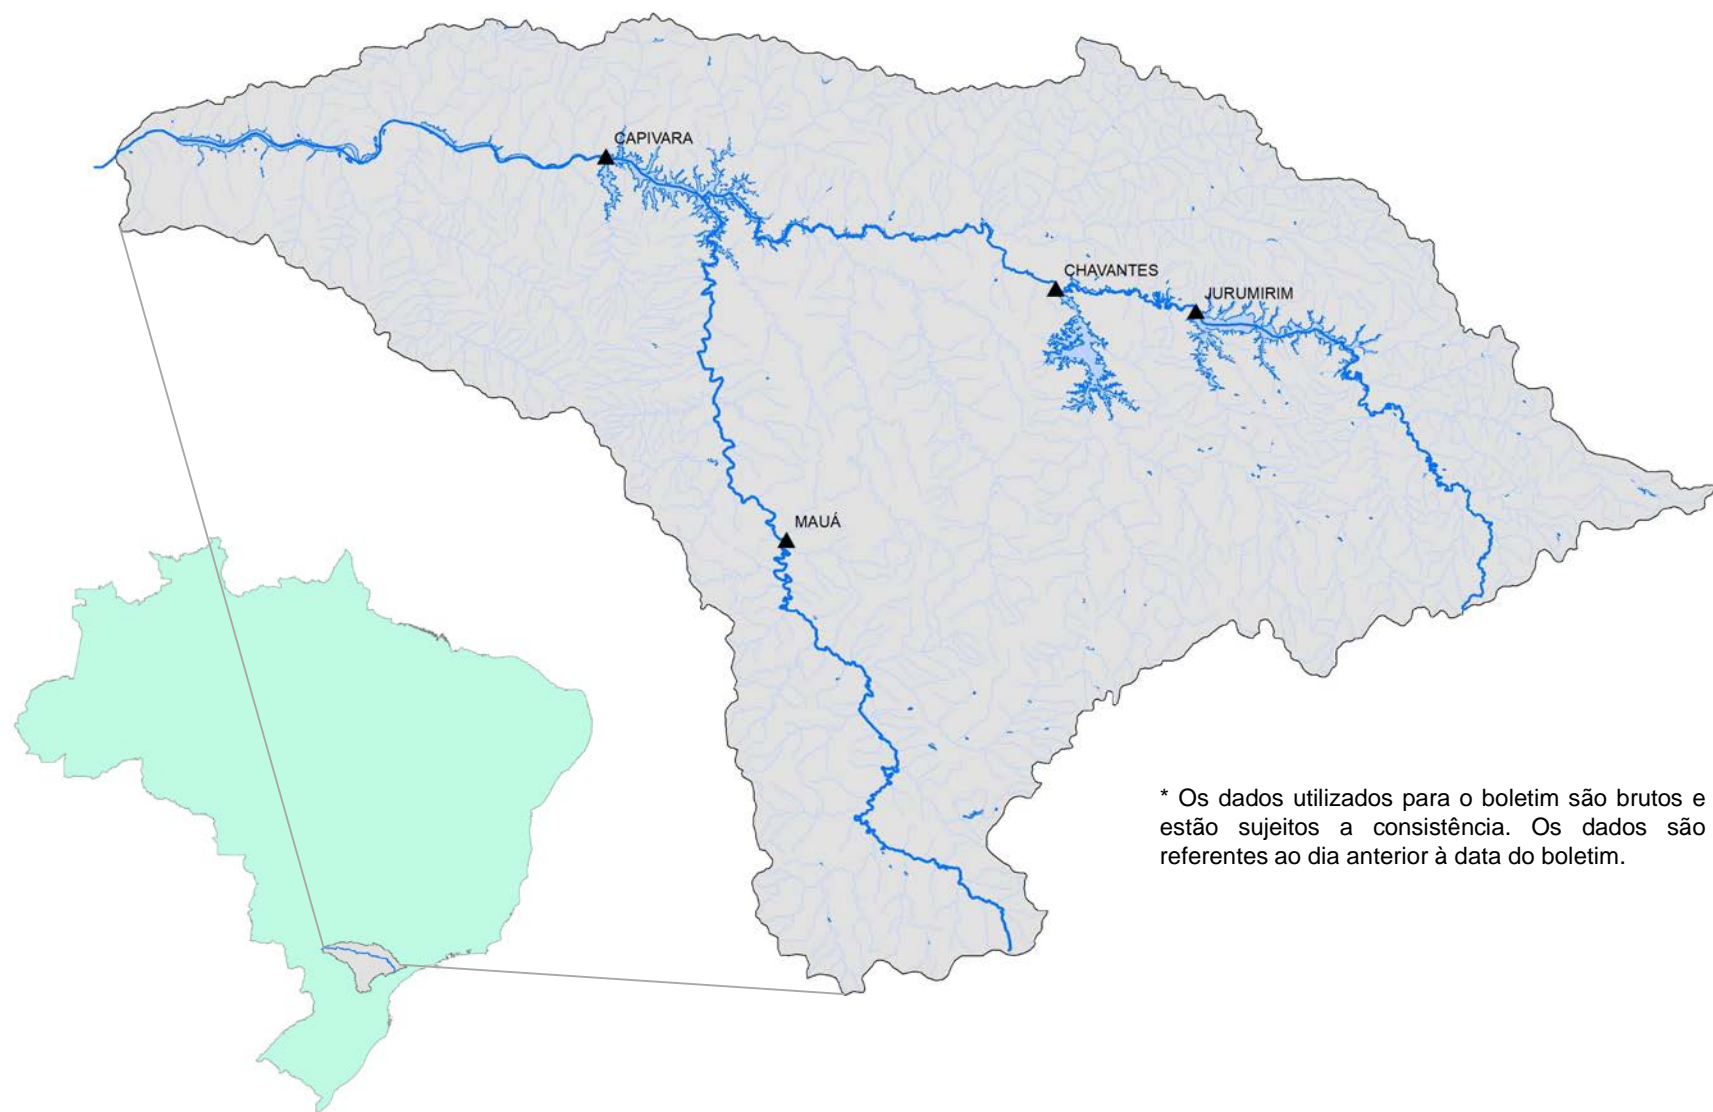 CAPIVARA
CHAVANTES
JURUMIRIM
MAUÁ
* Os dados utilizados para o boletim são brutos e
estão sujeitos a consistência. Os dados são
referentes ao dia anterior à data do boletim.